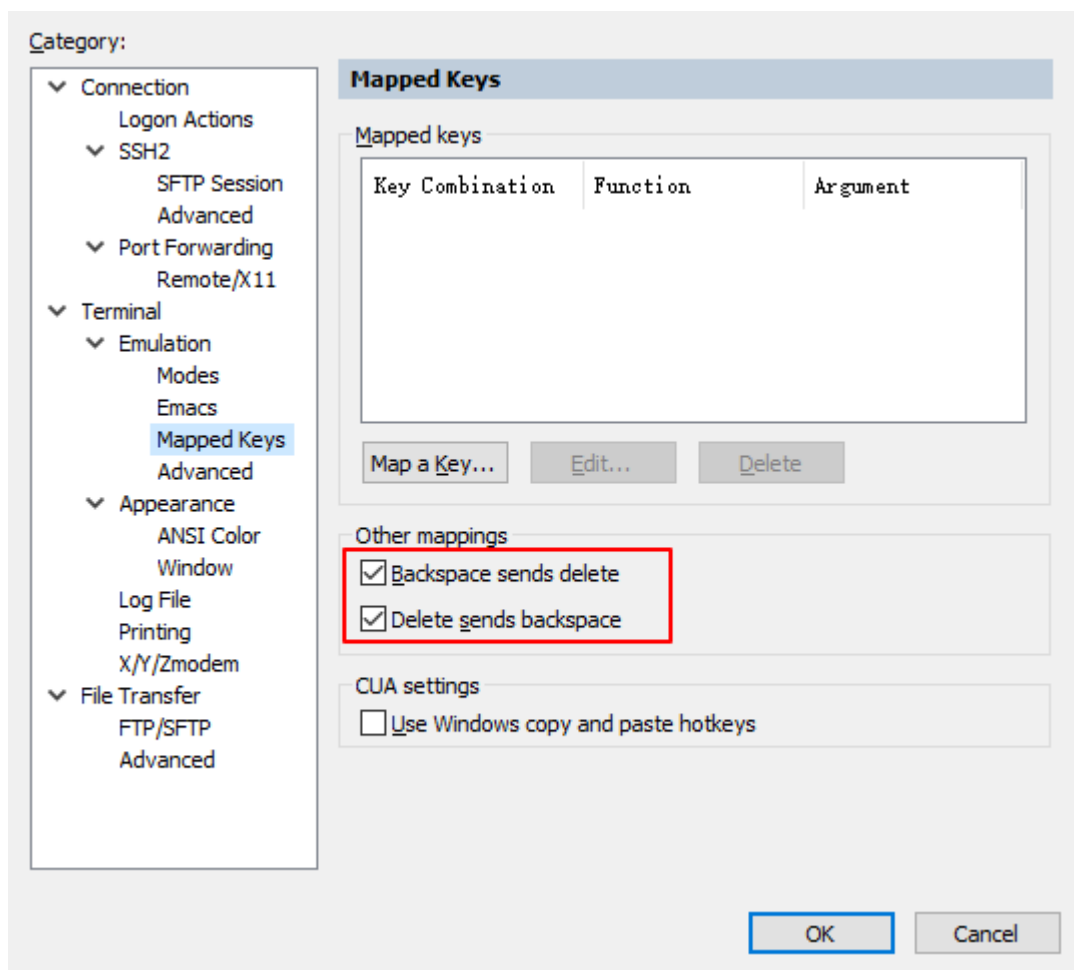 Category:
Connection
Logon Actions
SSH2
SFTP Session
Advanced
Port Forwarding
Remote/X11
Terminal
Emulation
Modes
Emacs
Mapped Keys
Advanced
Appearance
ANSI Color
Window
Log File
Printing
X/Y/Zmodem
File Transfer
FTP/SFTP
Advanced
Mapped Keys
Mapped keys
Key Combination Function Argument
Map a Key... Edit... Delete
Other mappings
Backspace sends delete
Delete sends backspace
CUA settings
Use Windows copy and paste hotkeys
OK Cancel